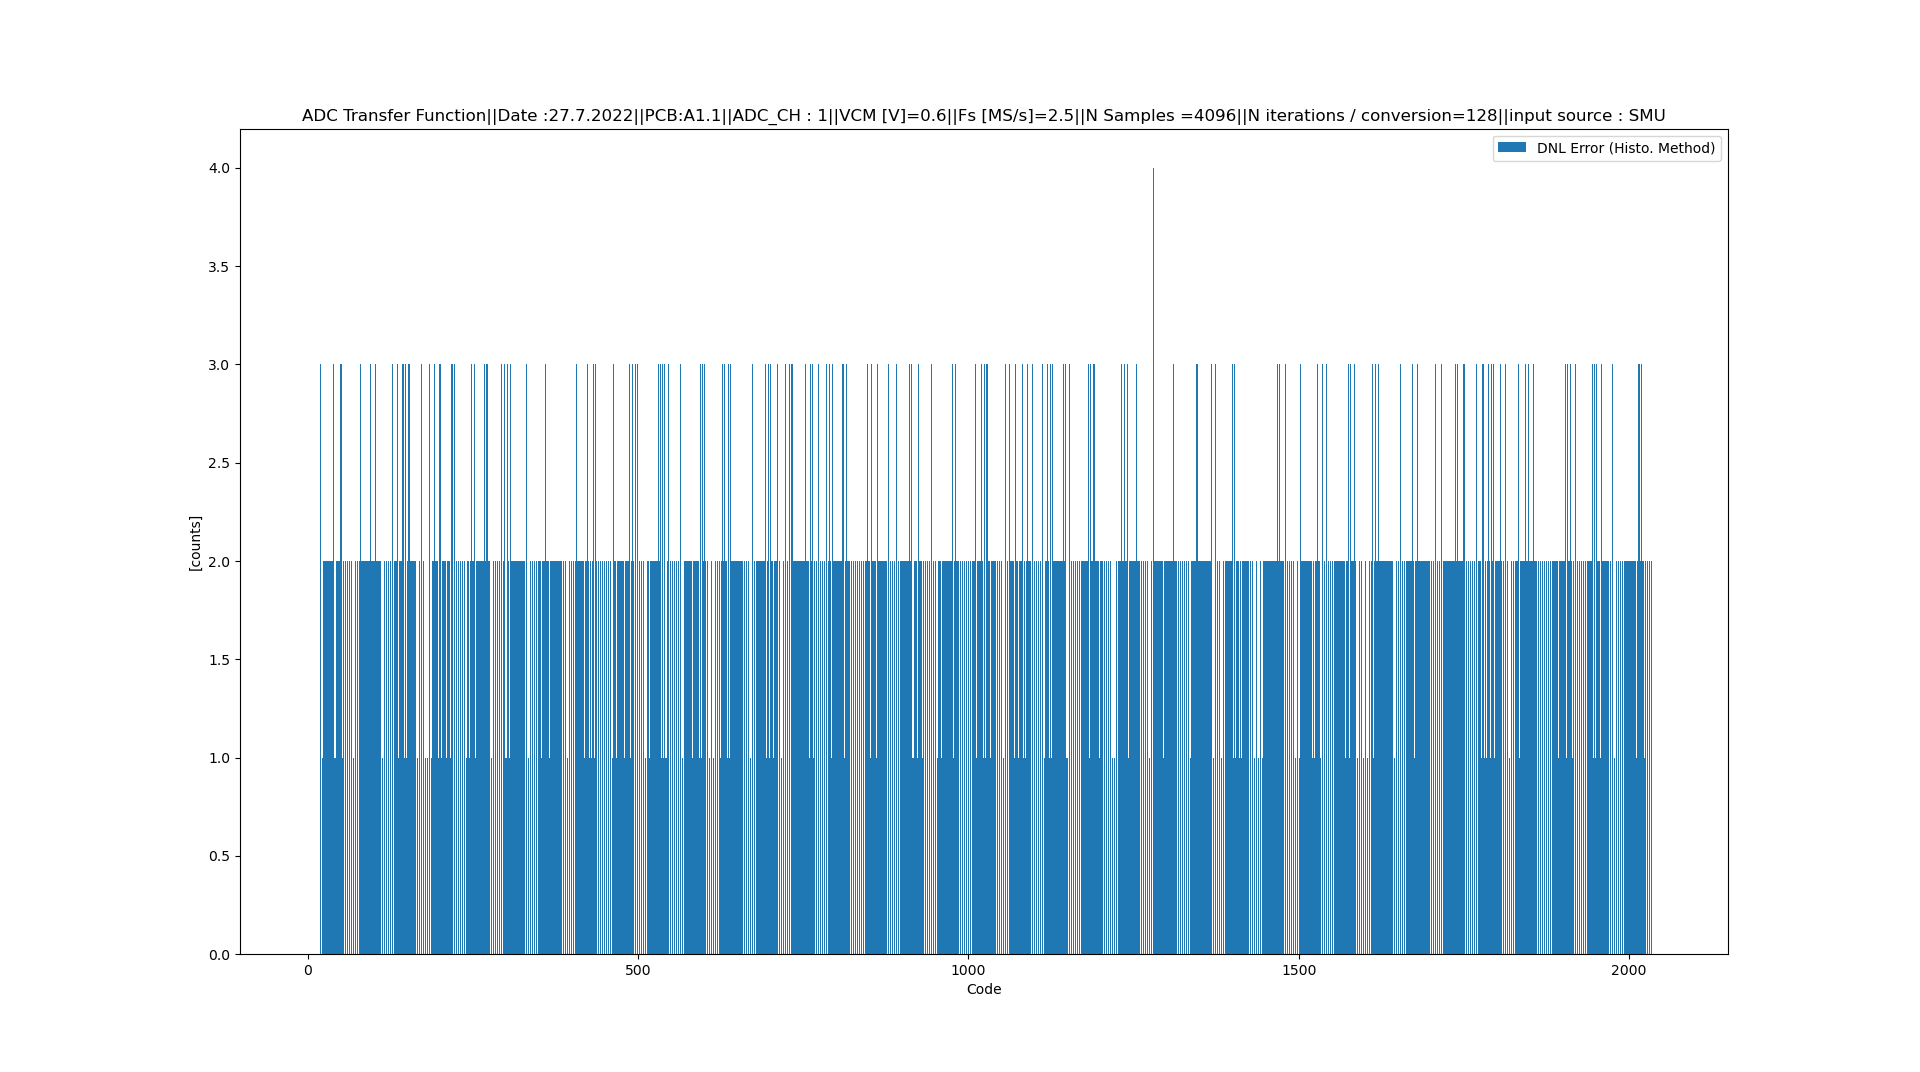 ADC Transfer Function||Date :27.7.2022||PCB:A1.1||ADC_CH : 1||VCM [V]=0.6||Fs [MS/s]=2.5||N Samples =4096||N iterations / conversion=128||input source : SMU
DNL Error (Histo. Method)
4.0
3.5
3.0
2.5
2.0
1.5
1.0
0.5
0.0
[counts]
0 500 1000 1500 2000
Code